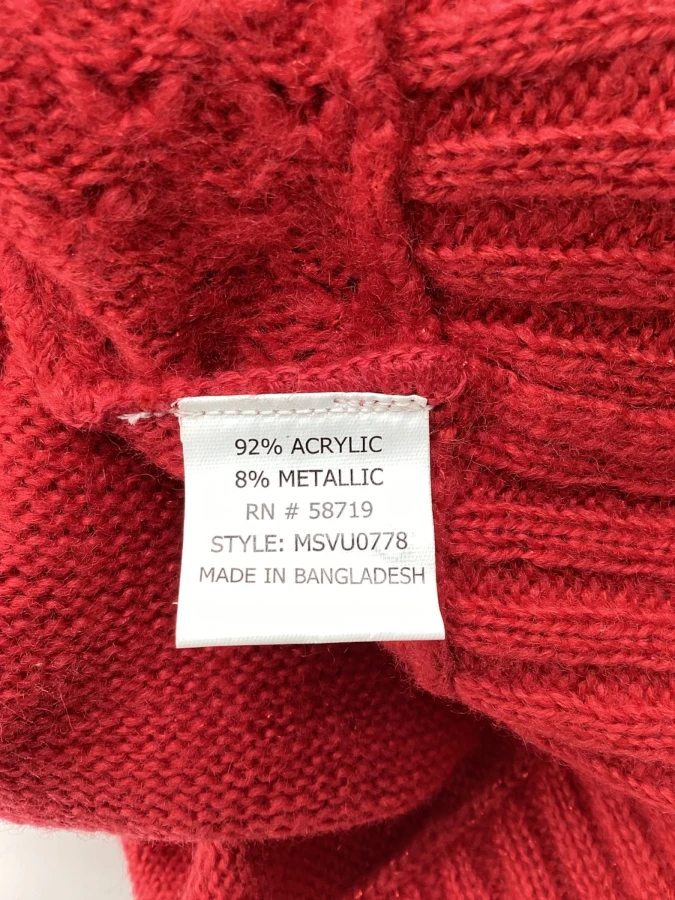 92% ACRYLIC
8% METALLIC
RN # 58719
STYLE: MSVU0778
MADE IN BANGLADESH